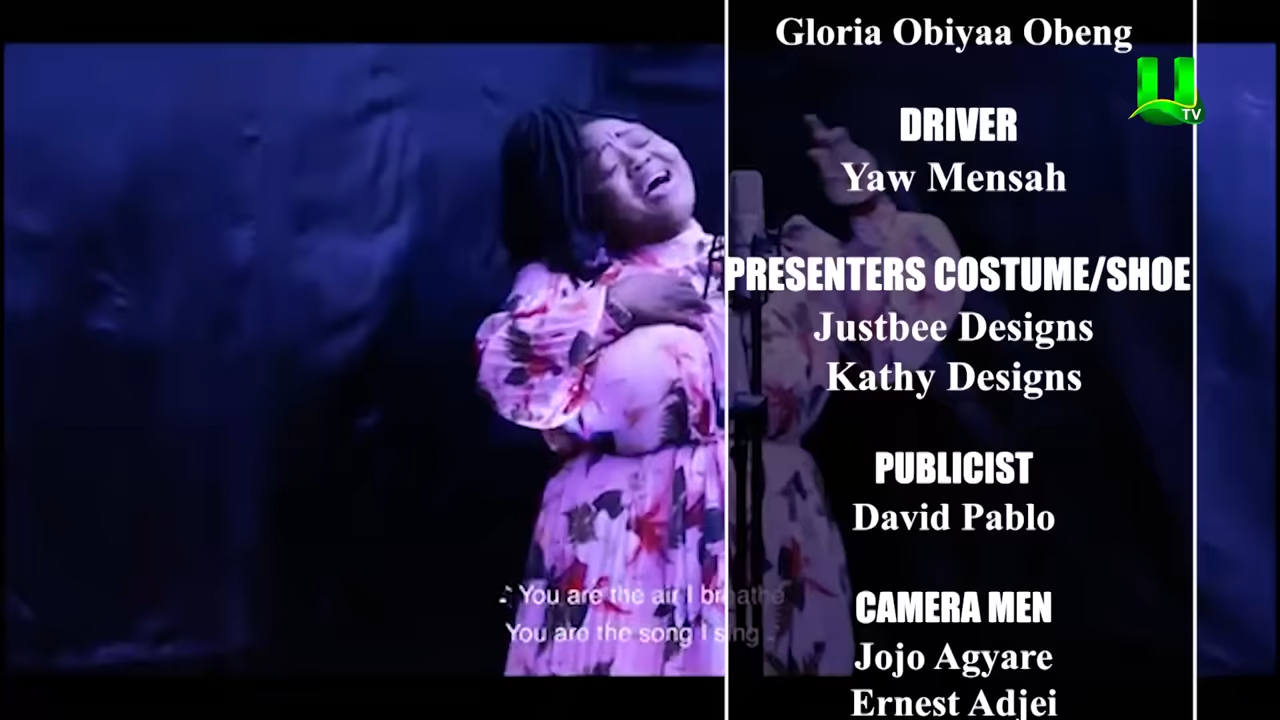 Gloria Obiyaa Obeng
U
TV
DRIVER
Yaw Mensah
PRESENTERS COSTUME/SHOE
Justbee Designs
Kathy Designs
PUBLICIST
David Pablo
♪ You are the air I breathe
You are the song I sing ♪
CAMERA MEN
Jojo Agyare
Ernest Adjei